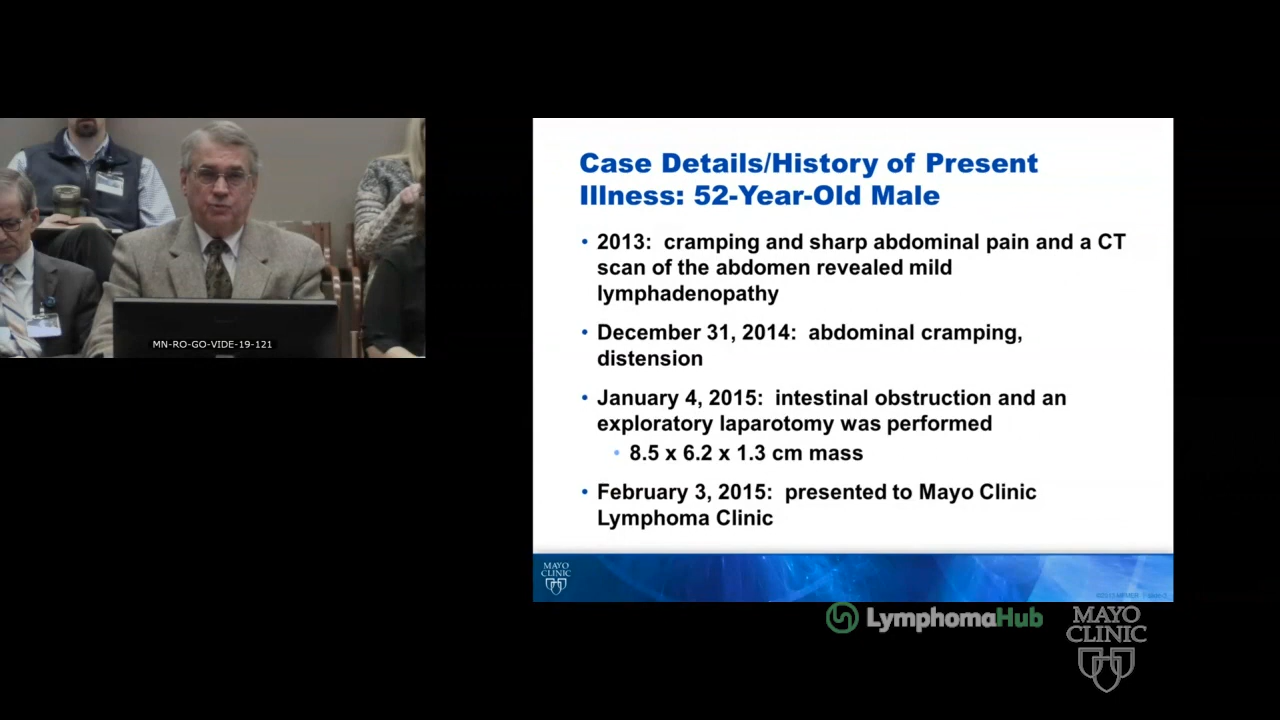 MN-RO-GO-VIDE-19-121
Case Details/History of Present
Illness: 52-Year-Old Male
• 2013: cramping and sharp abdominal pain and a CT
scan of the abdomen revealed mild
lymphadenopathy
• December 31, 2014: abdominal cramping,
distension
• January 4, 2015: intestinal obstruction and an
exploratory laparotomy was performed
• 8.5 x 6.2 x 1.3 cm mass
• February 3, 2015: presented to Mayo Clinic
Lymphoma Clinic
MAYO
CLINIC
LymphomaHub
MAYO
CLINIC